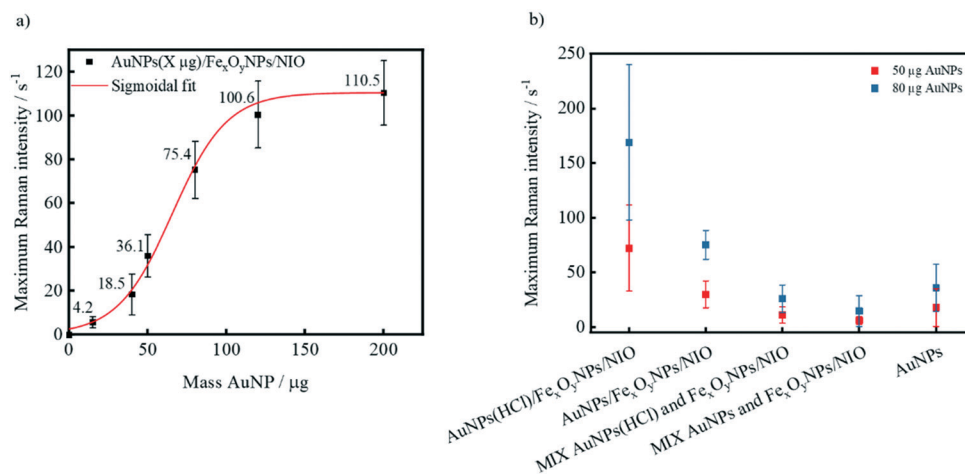 a)
AuNPs(X µg)/FexOyNPs/NIO
Sigmoidal fit
Maximum Raman intensity / s-1
120
100
80
60
40
20
0
4.2
18.5
36.1
75.4
100.6
110.5
0
50
100
150
200
Mass AuNP / µg
b)
50 µg AuNPs
80 µg AuNPs
Maximum Raman intensity / s-1
250
200
150
100
50
0
AuNPs(HCl)/FexOyNPs/NIO
AuNPs/FexOyNPs/NIO
MIX AuNPs(HCl) and FexOyNPs/NIO
MIX AuNPs and FexOyNPs/NIO
AuNPs